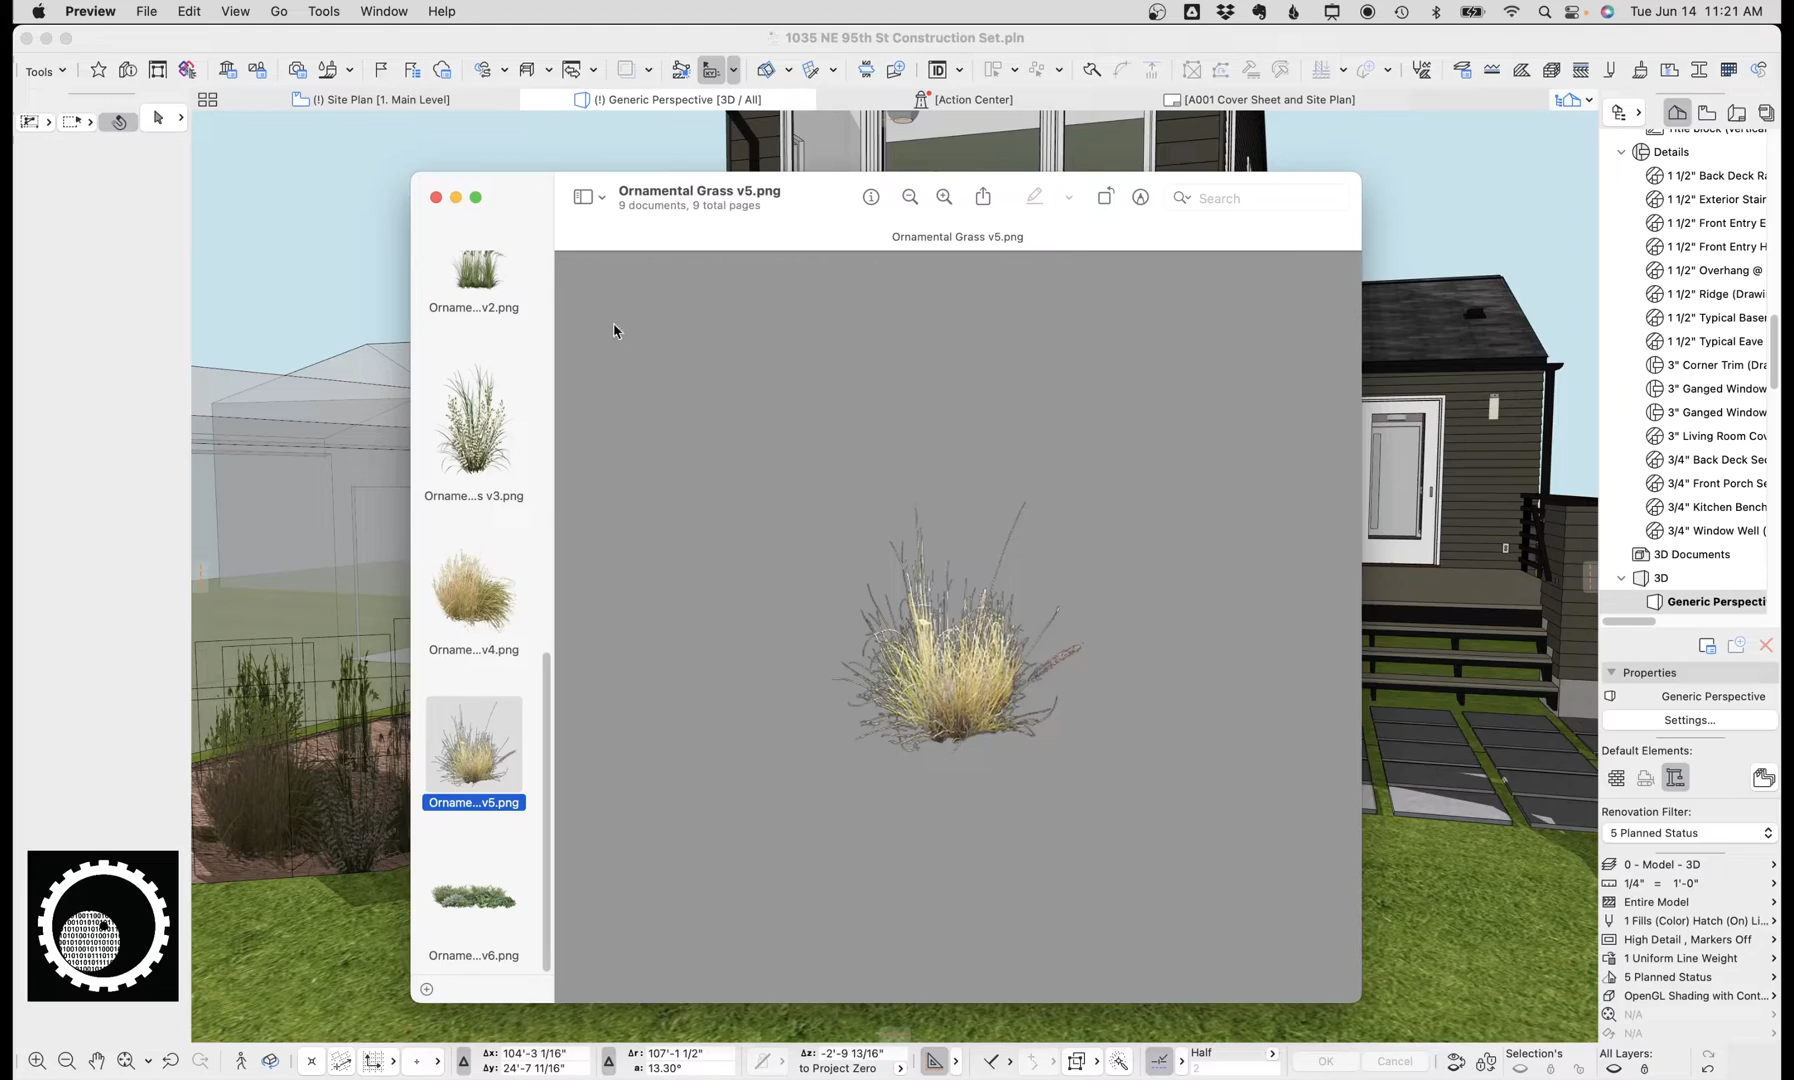 Preview File Edit View Go Tools Window Help
Tue Jun 14 11:21 AM
1035 NE 95th St Construction Set.pln
Tools
(!) Site Plan [1. Main Level]
(!) Generic Perspective [3D / All]
[Action Center]
[A001 Cover Sheet and Site Plan]
Ornamental Grass v5.png
9 documents, 9 total pages
Search
Ornamental Grass v5.png
Orname...v2.png
Orname...s v3.png
Orname...v4.png
Orname...v5.png
Orname...v6.png
Details
1 1/2" Back Deck Ra
1 1/2" Exterior Stair
1 1/2" Front Entry E
1 1/2" Front Entry H
1 1/2" Overhang @
1 1/2" Ridge (Drawi
1 1/2" Typical Baser
1 1/2" Typical Eave
3" Corner Trim (Dra
3" Ganged Window
3" Ganged Window
3" Living Room Cov
3/4" Back Deck Sec
3/4" Front Porch Se
3/4" Kitchen Bench
3/4" Window Well (
3D Documents
3D
Generic Perspecti
Properties
Generic Perspective
Settings...
Default Elements:
Renovation Filter:
5 Planned Status
0 - Model - 3D
1/4" = 1'-0"
Entire Model
1 Fills (Color) Hatch (On) Li...
High Detail , Markers Off
1 Uniform Line Weight
5 Planned Status
OpenGL Shading with Cont...
N/A
N/A
Δx: 104'-3 1/16"
Δy: 24'-7 11/16"
Δr: 107'-1 1/2"
a: 13.30°
Δz: -2'-9 13/16"
to Project Zero
Half
2
OK
Cancel
Selection's
All Layers: